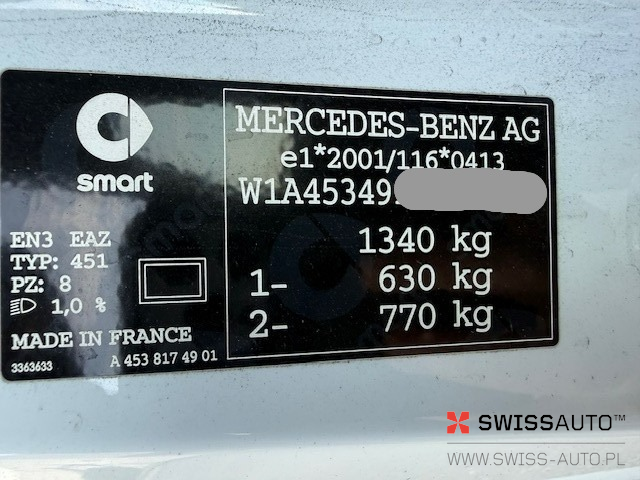 smart
MERCEDES-BENZ AG
e1*2001/116*0413
W1A45349
1340 kg
1- 630 kg
2- 770 kg
EN3 EAZ
TYP: 451
PZ: 8
1,0 %
MADE IN FRANCE
3363633
A 453 817 49 01
SWISSAUTO™
WWW.SWISS-AUTO.PL